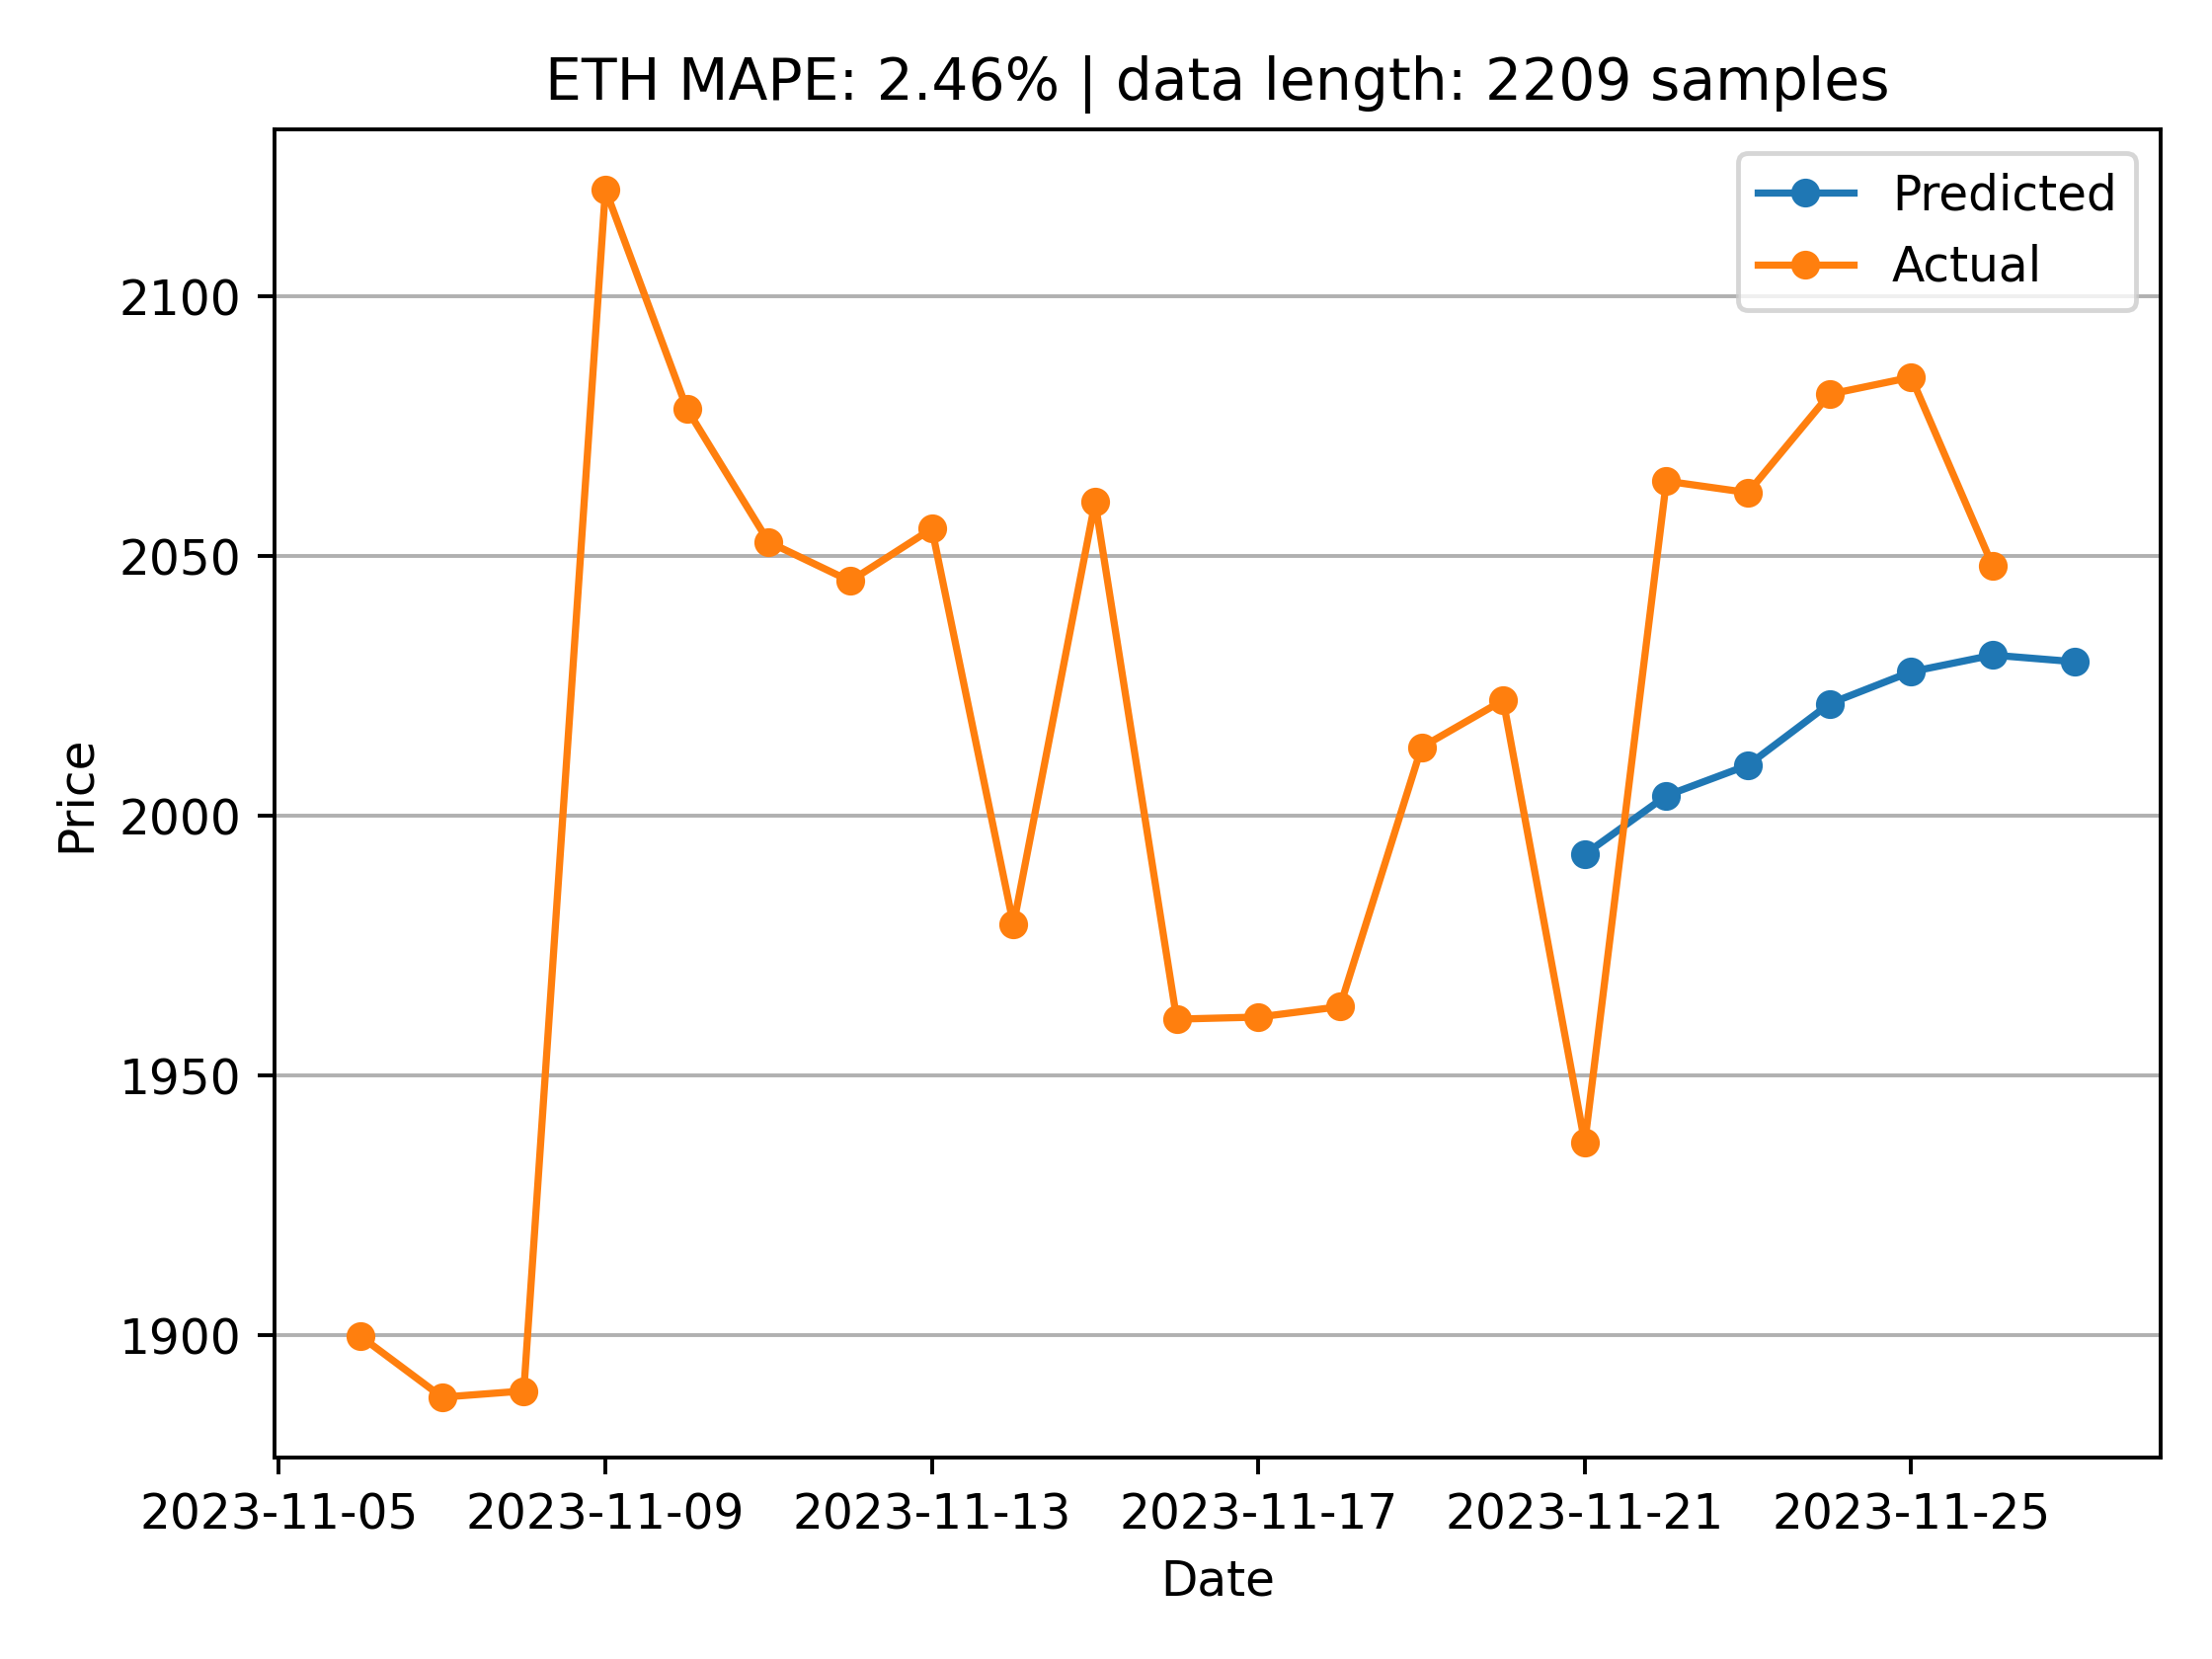 ETH MAPE: 2.46% | data length: 2209 samples
Predicted
Actual
2100
2050
2000
1950
1900
Price
2023-11-05 2023-11-09 2023-11-13 2023-11-17 2023-11-21 2023-11-25
Date